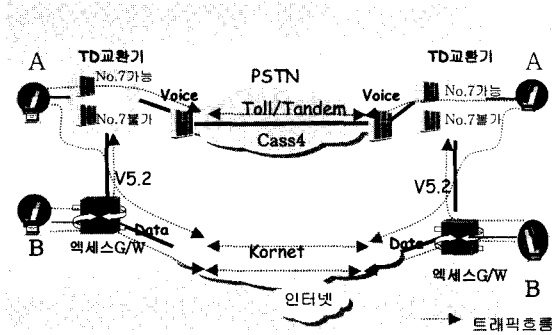 TD교환기
TD교환기
A
No.7가능
Voice
PSTN
Voice
No.7가능
A
No.7불가
Toll/Tandem
No.7불가
Cass4
V5.2
V5.2
B
Data
Kornet
Data
엑세스G/W
엑세스G/W
B
인터넷
트래픽흐름